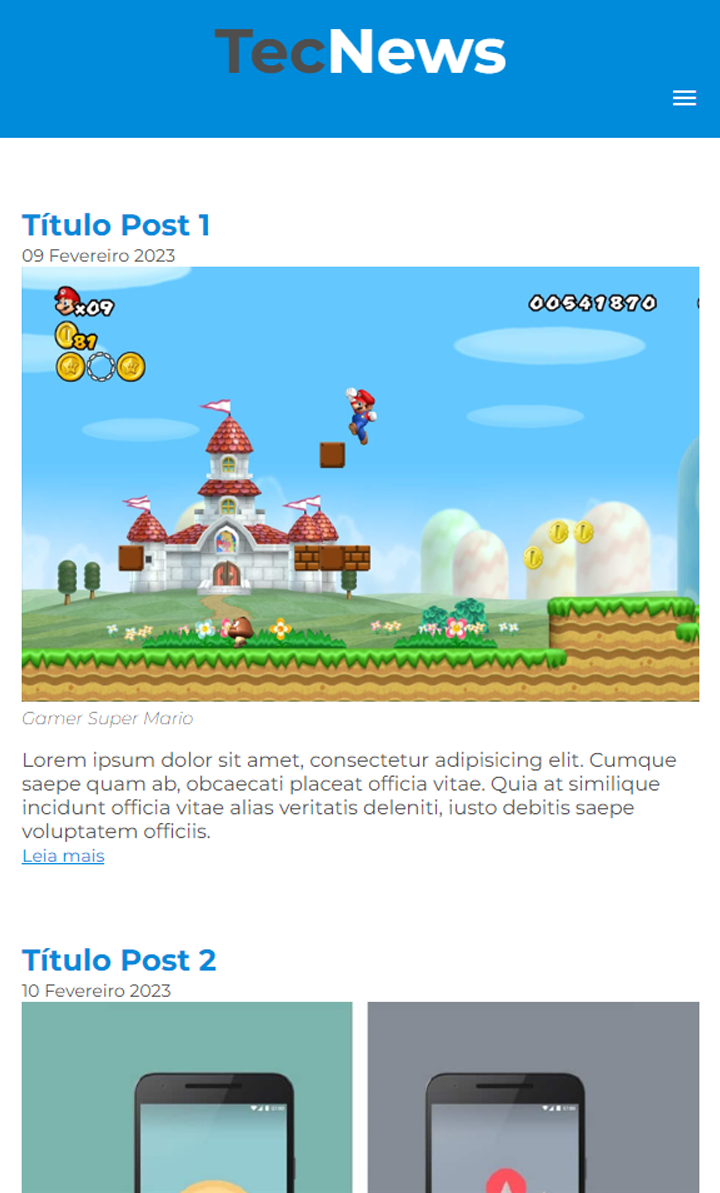 TecNews
Título Post 1
09 Fevereiro 2023
x09
00541870
81
Gamer Super Mario
Lorem ipsum dolor sit amet, consectetur adipisicing elit. Cumque
saepe quam ab, obcaecati placeat officia vitae. Quia at similique
incidunt officia vitae alias veritatis deleniti, iusto debitis saepe
voluptatem officiis.
Leia mais
Título Post 2
10 Fevereiro 2023